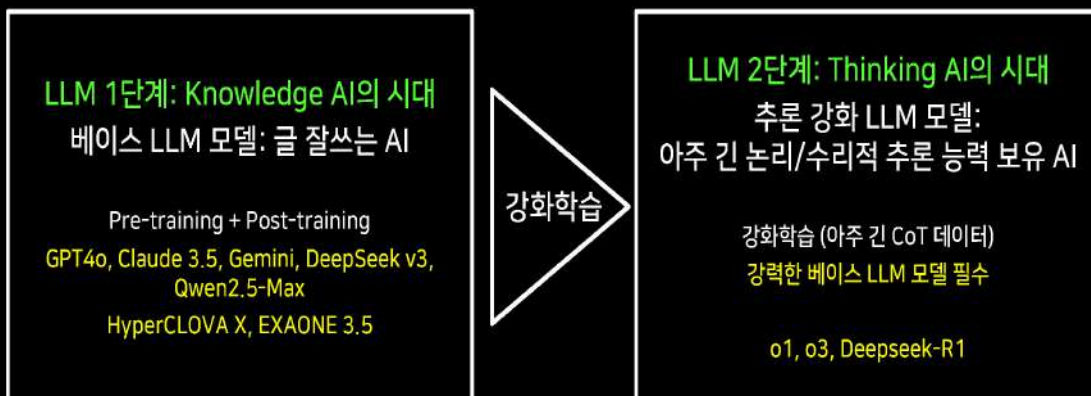 LLM 1단계: Knowledge AI의 시대
베이스 LLM 모델: 글 잘쓰는 AI
Pre-training + Post-training
GPT4o, Claude 3.5, Gemini, DeepSeek v3,
Qwen2.5-Max
HyperCLOVA X, EXAONE 3.5
강화학습
LLM 2단계: Thinking AI의 시대
추론 강화 LLM 모델:
아주 긴 논리/수리적 추론 능력 보유 AI
강화학습 (아주 긴 CoT 데이터)
강력한 베이스 LLM 모델 필수
o1, o3, Deepseek-R1